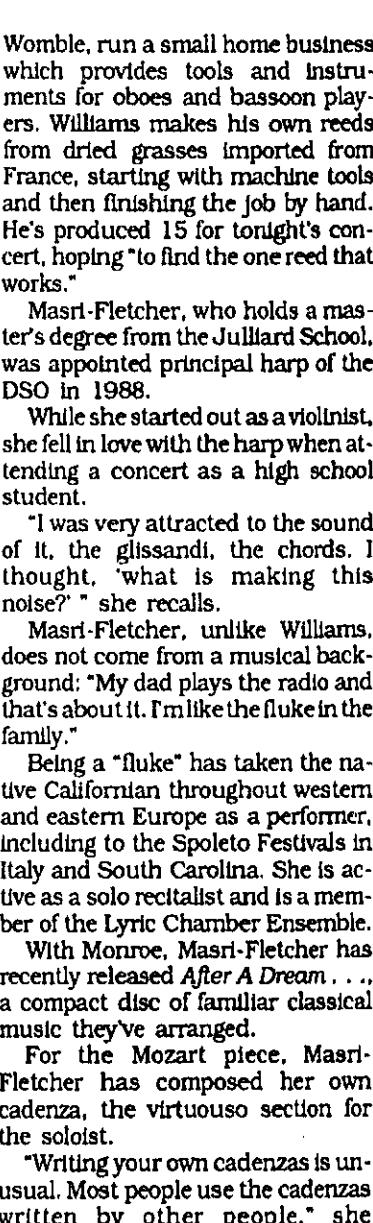 Womble, run a small home business
which provides tools and instru-
ments for oboes and bassoon play-
ers. Williams makes his own reeds
from dried grasses imported from
France, starting with machine tools
and then finishing the job by hand.
He's produced 15 for tonight's con-
cert, hoping "to find the one reed that
works."
Masri-Fletcher, who holds a mas-
ter's degree from the Julliard School,
was appointed principal harp of the
DSO in 1988.
While she started out as a violinist,
she fell in love with the harp when at-
tending a concert as a high school
student.
"I was very attracted to the sound
of it, the glissandi, the chords. I
thought, 'what is making this
noise?' " she recalls.
Masri-Fletcher, unlike Williams,
does not come from a musical back-
ground: "My dad plays the radio and
that's about it. I'm like the fluke in the
family."
Being a "fluke" has taken the na-
tive Californian throughout western
and eastern Europe as a performer,
including to the Spoleto Festivals in
Italy and South Carolina. She is ac-
tive as a solo recitalist and is a mem-
ber of the Lyric Chamber Ensemble.
With Monroe, Masri-Fletcher has
recently released After A Dream . . .,
a compact disc of familiar classical
music they've arranged.
For the Mozart piece, Masri-
Fletcher has composed her own
cadenza, the virtuouso section for
the soloist.
"Writing your own cadenzas is un-
usual. Most people use the cadenzas
written by other people," she